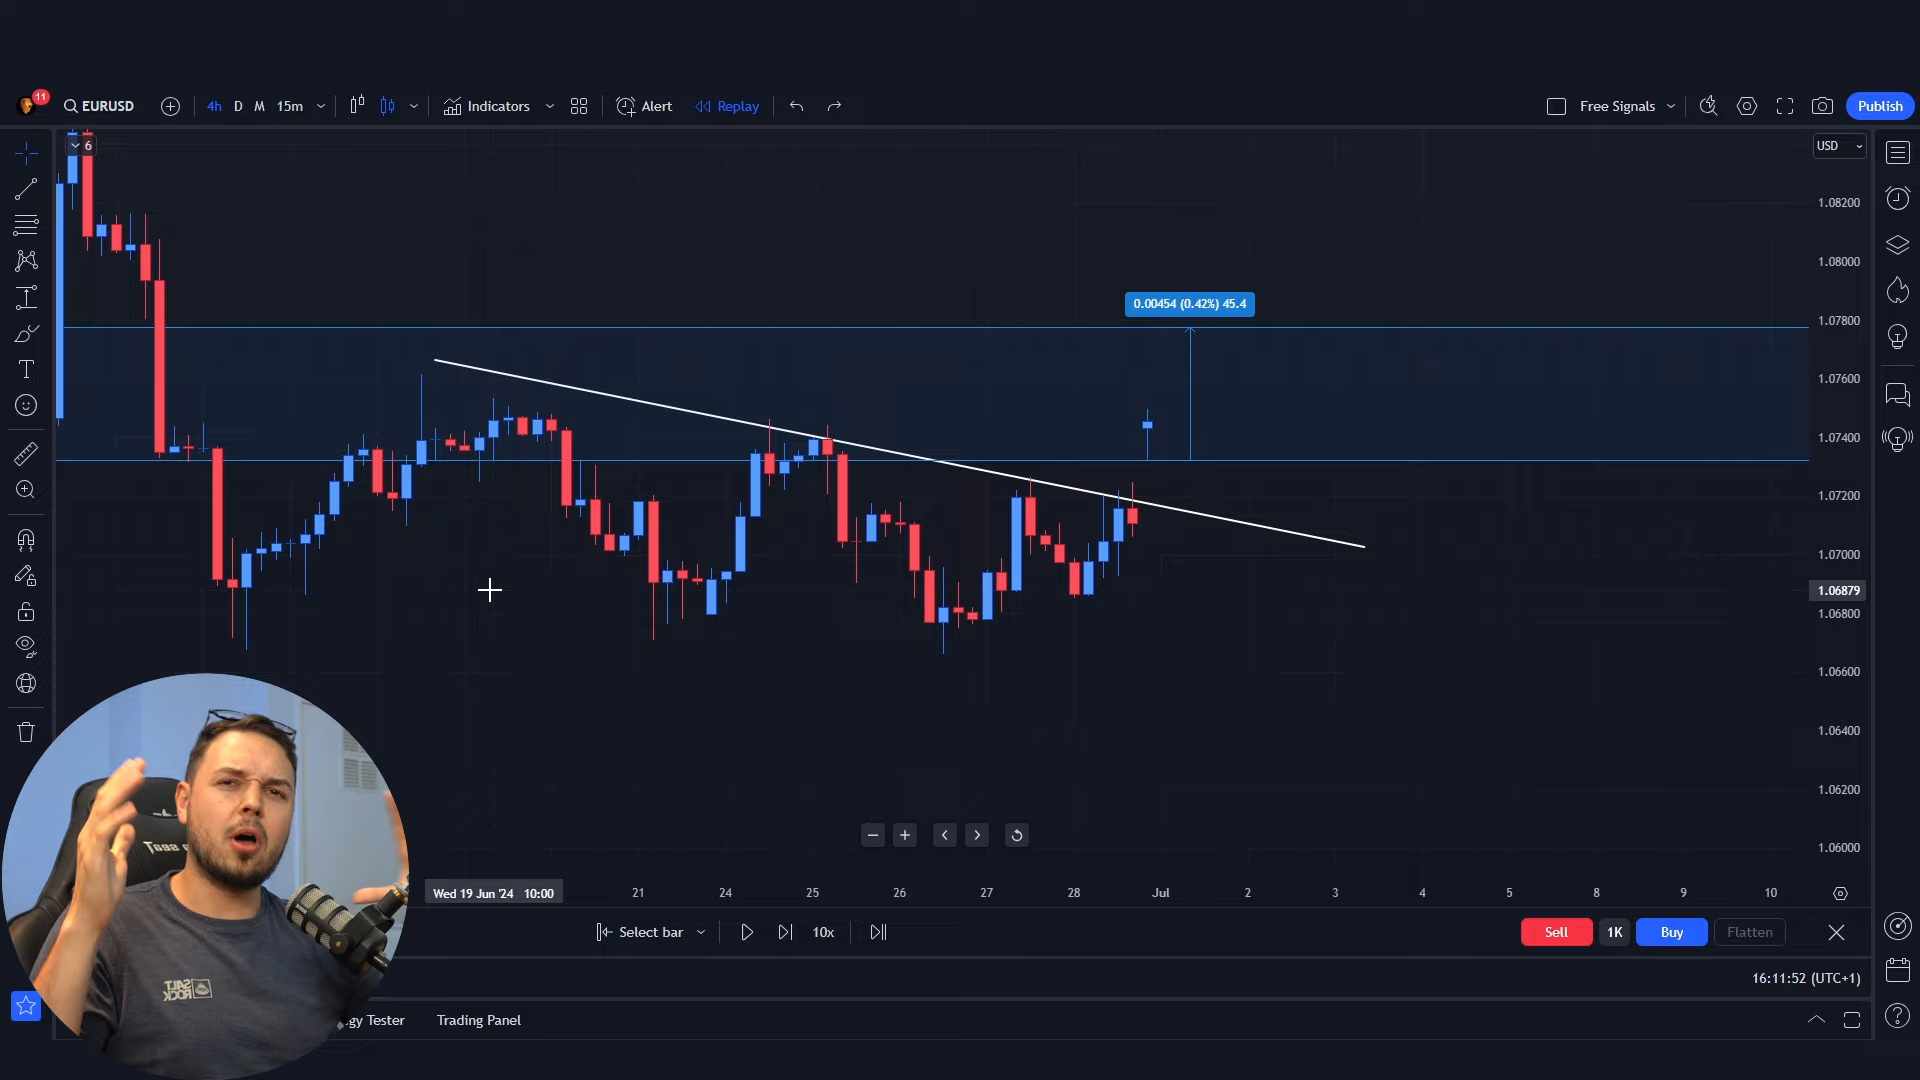 11
EURUSD
4h D M 15m
Indicators
Alert
Replay
Free Signals
Publish
6
USD
1.08200
1.08000
0.00454 (0.42%) 45.4
1.07800
1.07600
1.07400
1.07200
1.07000
1.06879
1.06800
1.06600
1.06400
1.06200
1.06000
Wed 19 Jun '24 10:00
21 24 25 26 27 28 Jul 2 3 4 5 8 9 10
Select bar
10x
Sell
1K
Buy
Flatten
16:11:52 (UTC+1)
SALT
ROCK
gy Tester
Trading Panel